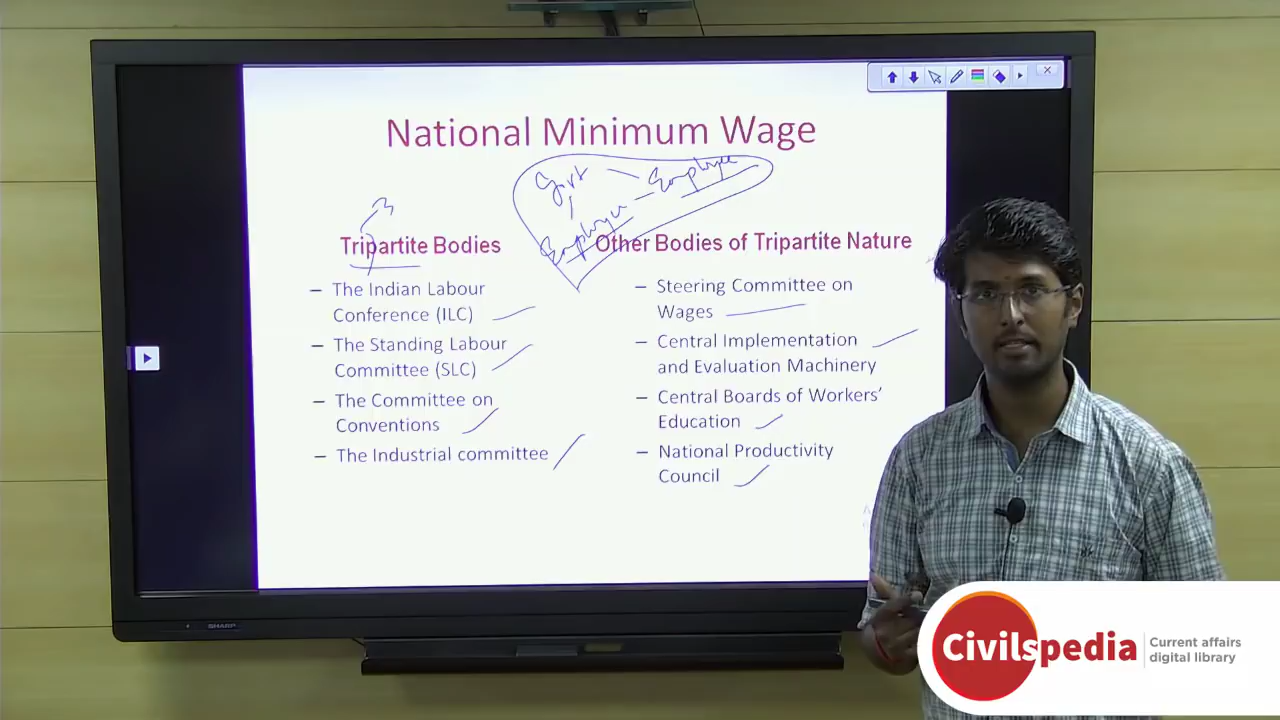 National Minimum Wage
Govt
Employee
Employer
3
Tripartite Bodies
– The Indian Labour
Conference (ILC)
– The Standing Labour
Committee (SLC)
– The Committee on
Conventions
– The Industrial committee
Other Bodies of Tripartite Nature
– Steering Committee on
Wages
– Central Implementation
and Evaluation Machinery
– Central Boards of Workers’
Education
– National Productivity
Council
SHARP
Civilspedia
Current affairs
digital library